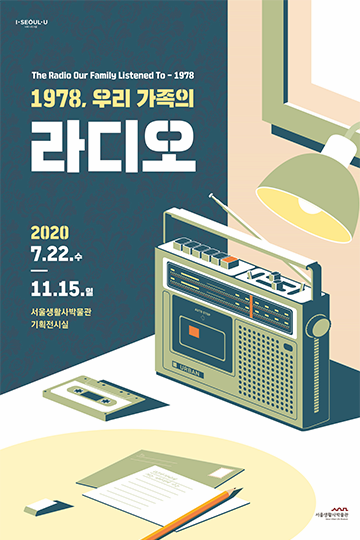 I·SEOUL·U
The Radio Our Family Listened To – 1978
1978, 우리 가족의
라디오
2020
7.22.수
11.15.일
서울생활사박물관
기획전시실
AUTO STOP
URBAN
서울생활사박물관